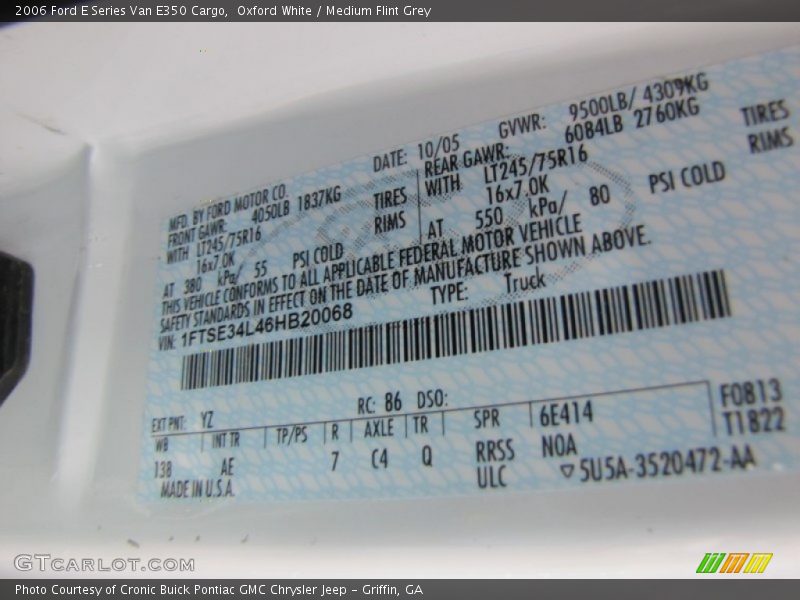 2006 Ford E Series Van E350 Cargo,  Oxford White / Medium Flint Grey
MFD. BY FORD MOTOR CO. DATE: 10/05 GVWR: 9500LB/ 4309KG
FRONT GAWR: 4050LB 1837KG REAR GAWR: 6084LB 2760KG
WITH LT245/75R16 TIRES WITH LT245/75R16 TIRES
16x7.0K RIMS 16x7.0K RIMS
AT 380 kPa/ 55 PSI COLD AT 550 kPa/ 80 PSI COLD
THIS VEHICLE CONFORMS TO ALL APPLICABLE FEDERAL MOTOR VEHICLE
SAFETY STANDARDS IN EFFECT ON THE DATE OF MANUFACTURE SHOWN ABOVE.
VIN: 1FTSE34L46HB20068 TYPE: Truck
EXT PNT: YZ RC: 86 DSO: F0813
WB INT TR TP/PS R AXLE TR SPR 6E414 T1822
138 AE 7 C4 Q RRSS NOA
MADE IN U.S.A. ULC ▽5U5A-3520472-AA
GTCarLot.com
Photo Courtesy of Cronic Buick Pontiac GMC Chrysler Jeep - Griffin, GA